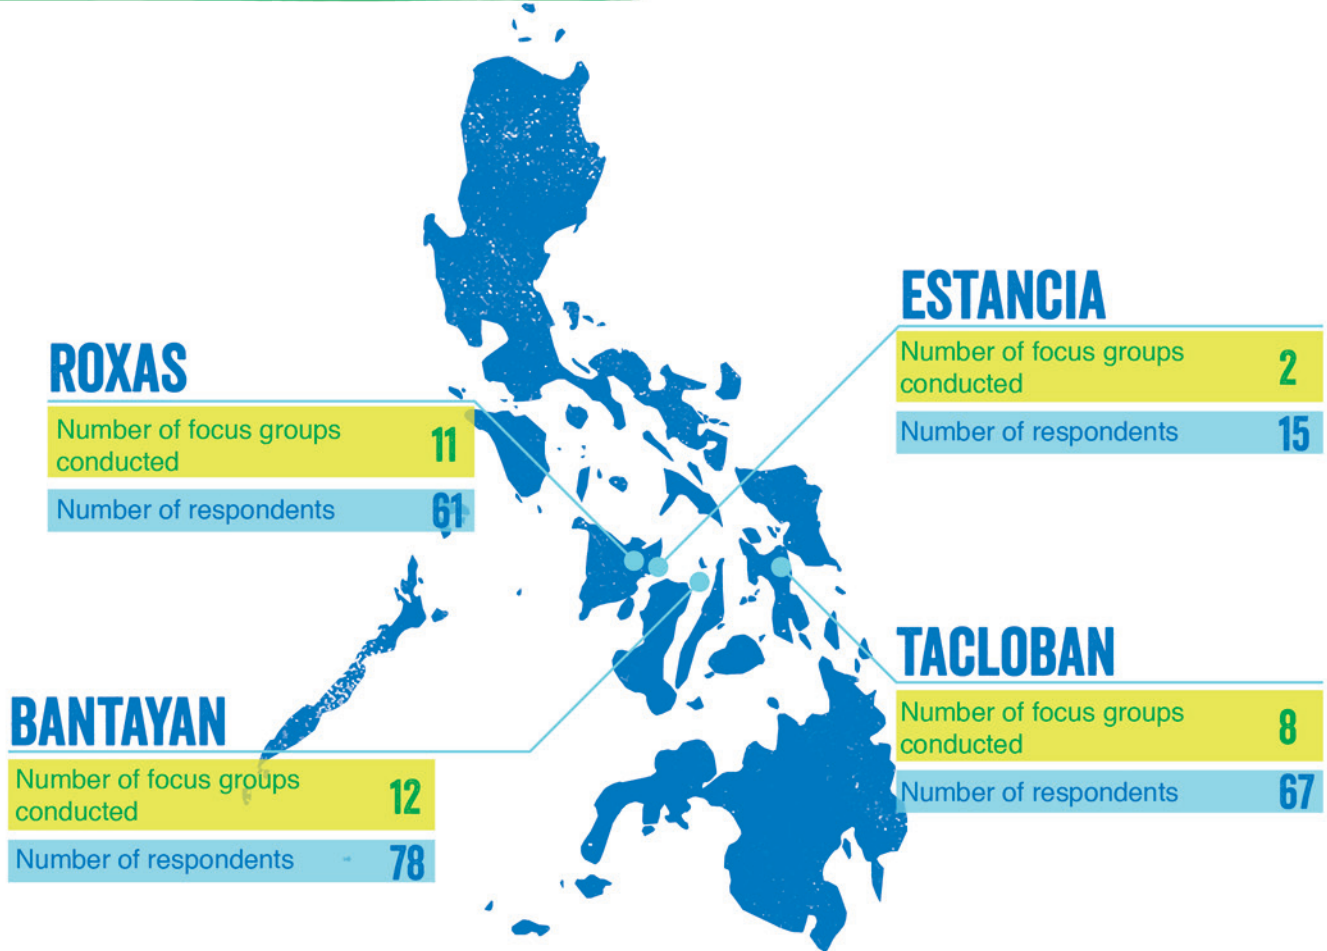 ESTANCIA
Number of focus groups
conducted
2
Number of respondents
15
ROXAS
Number of focus groups
conducted
11
Number of respondents
61
TACLOBAN
Number of focus groups
conducted
8
Number of respondents
67
BANTAYAN
Number of focus groups
conducted
12
Number of respondents
78